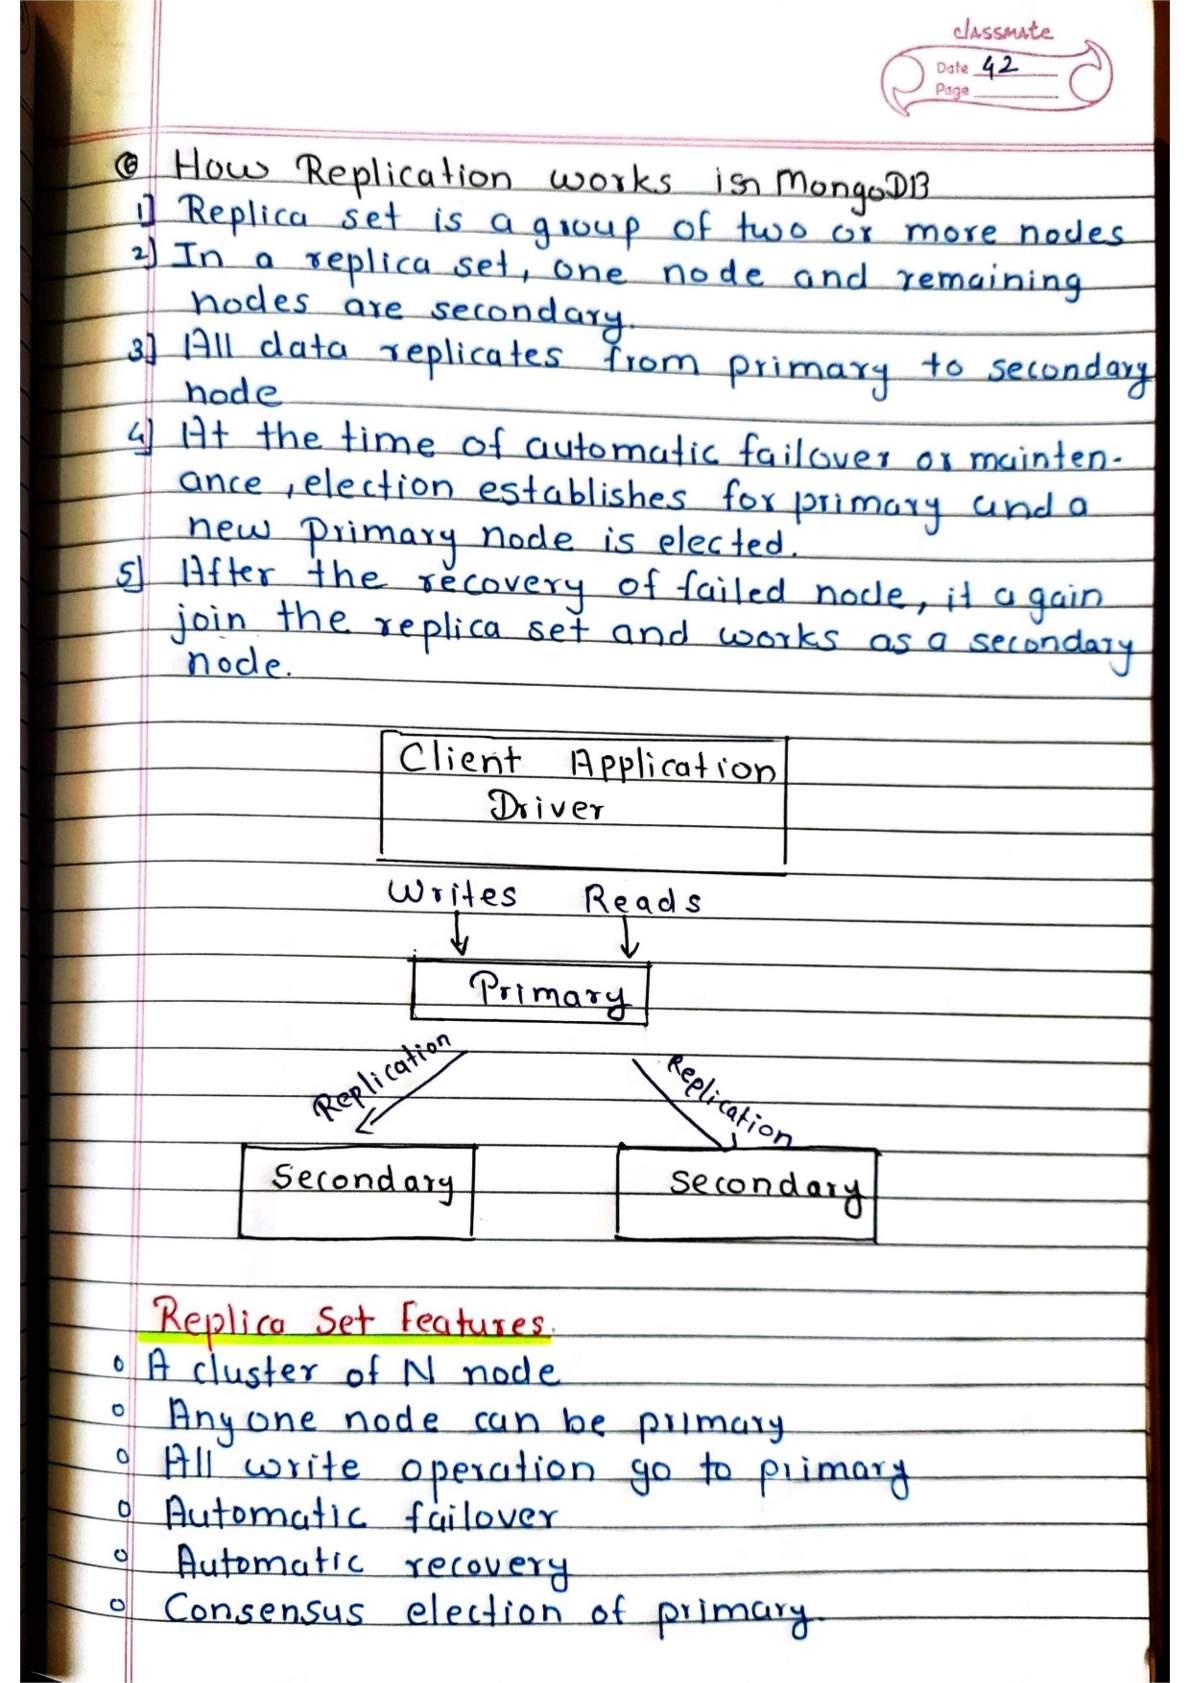 classmate
Date 42
Page
How Replication works isn MongoDB
1] Replica set is a group of two or more nodes
2] In a replica set, one node and remaining
nodes are secondary.
3] All data replicates from primary to secondary
node
4] At the time of automatic failover or mainten-
ance, election establishes for primary and a
new primary node is elected.
5] After the recovery of failed node, it again
join the replica set and works as a secondary
node.
Client Application
Driver
Writes Reads
Primary
Replication Replication
Secondary secondary
Replica Set Features.
o A cluster of N node
o Any one node can be primary
o All write operation go to primary
o Automatic failover
o Automatic recovery
o Consensus election of primary.